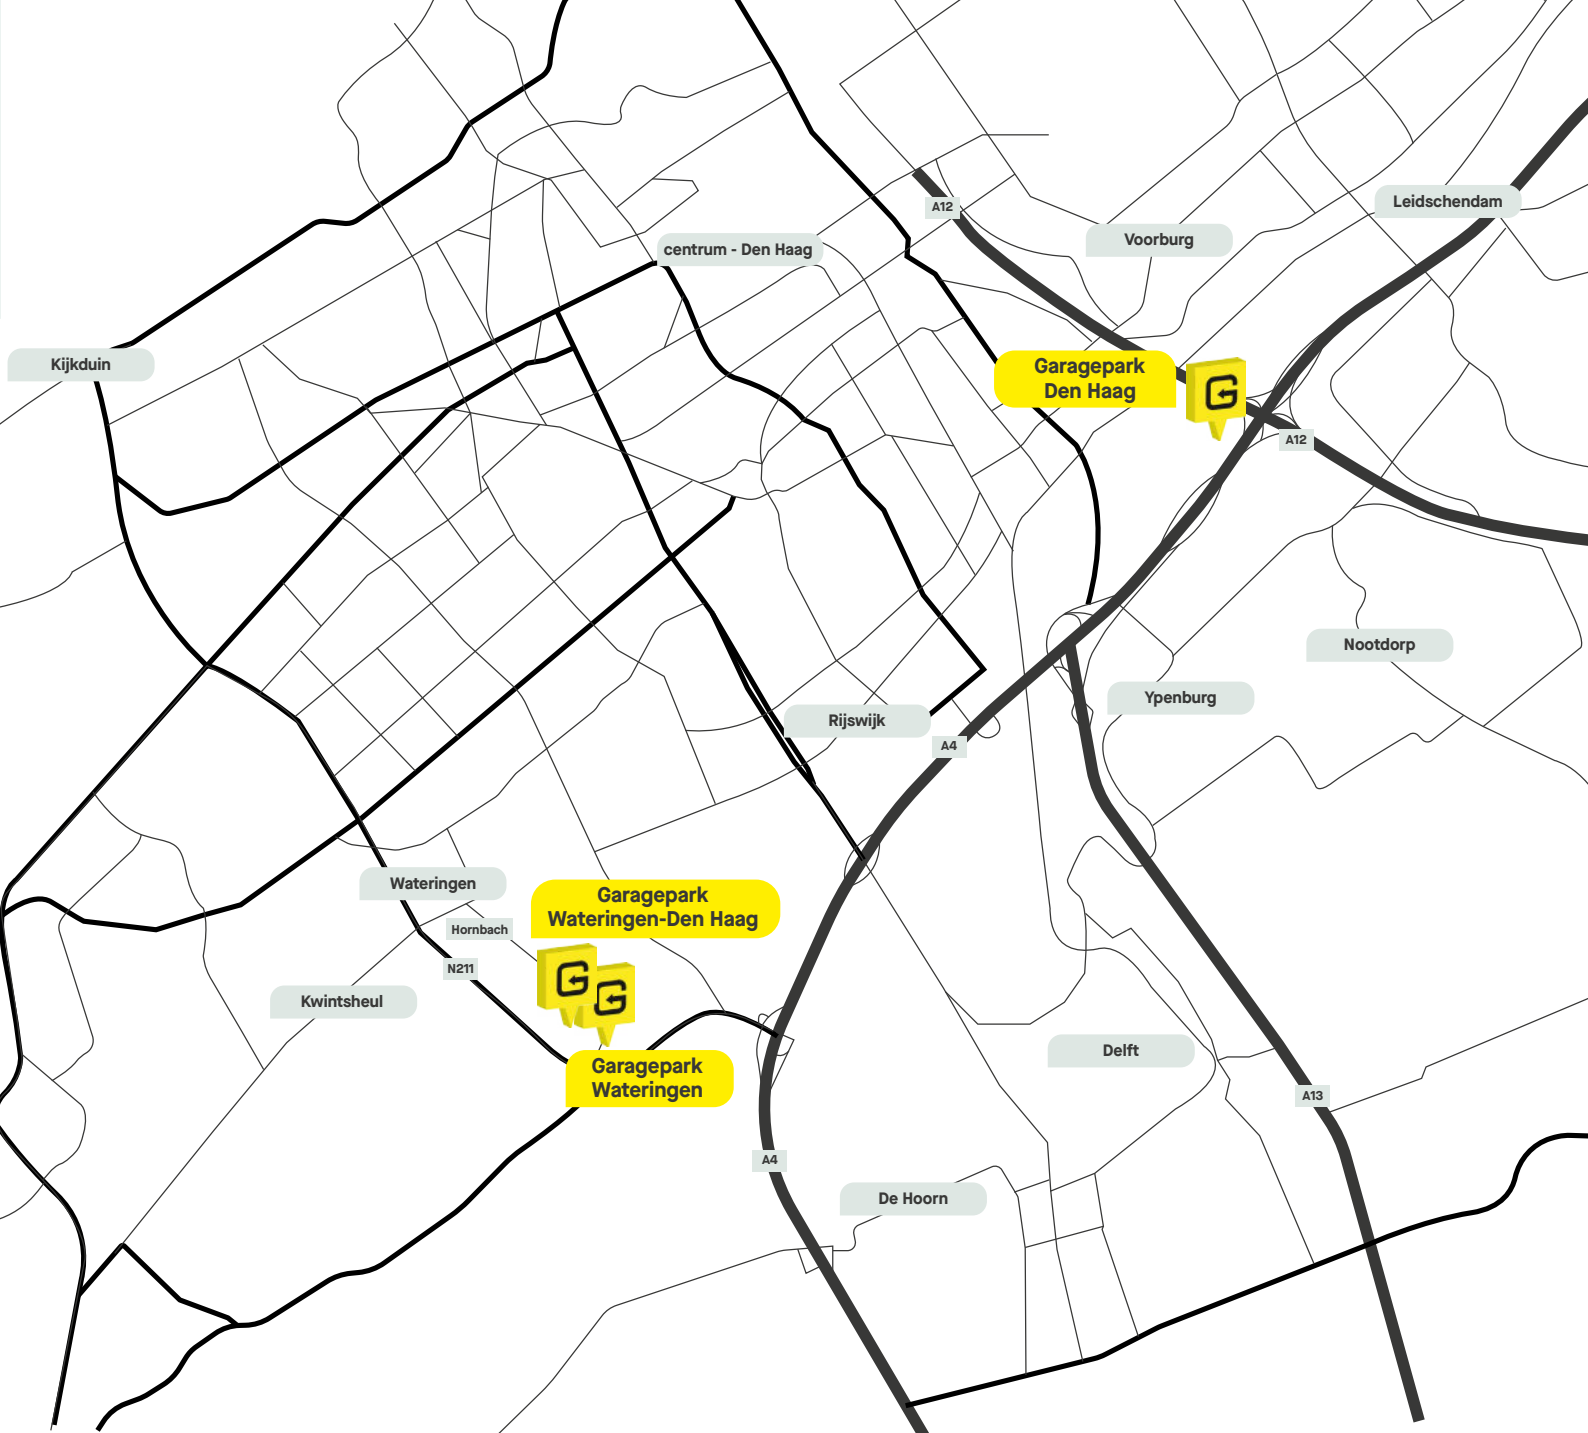 Leidschendam
A12
Voorburg
centrum - Den Haag
Kijkduin
Garagepark
Den Haag
G
A12
Nootdorp
Ypenburg
Rijswijk
A4
Wateringen
Garagepark
Wateringen-Den Haag
Hornbach
N211
G
G
Kwintsheul
Delft
Garagepark
Wateringen
A13
A4
De Hoorn